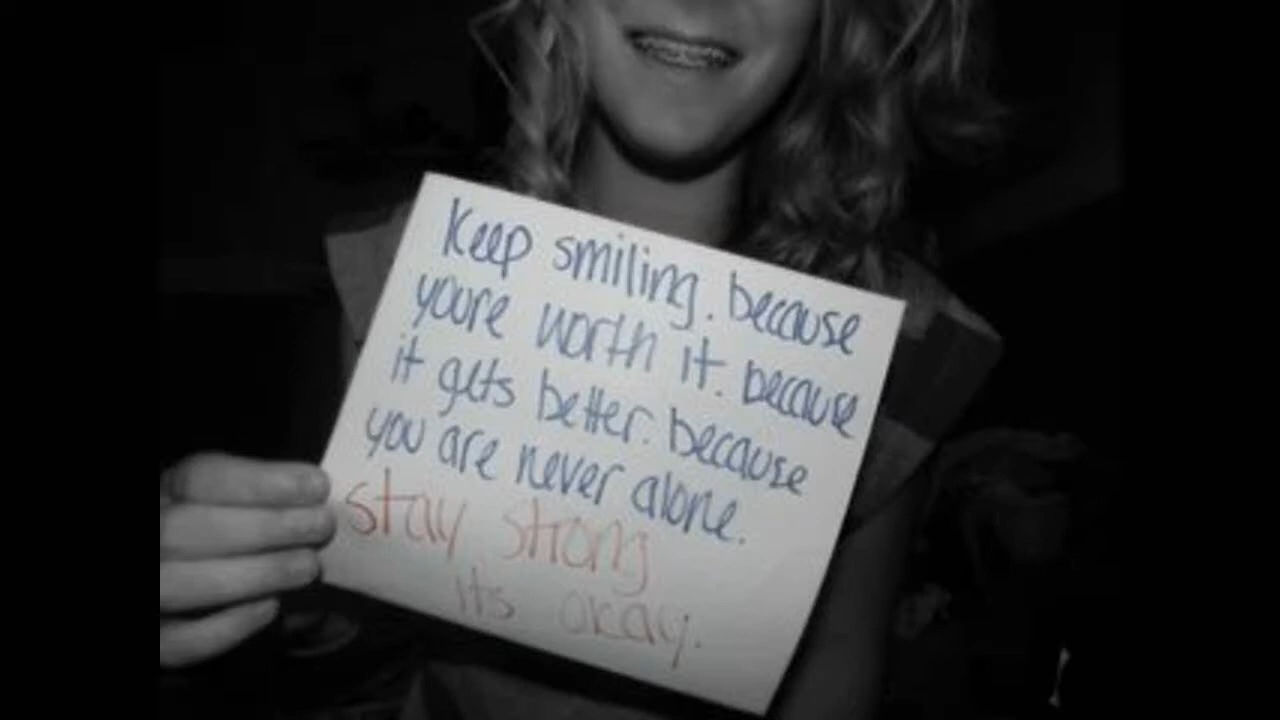 Keep smiling. because
youre worth it. because
it gets better. because
you are never alone.
stay strong
its okay.